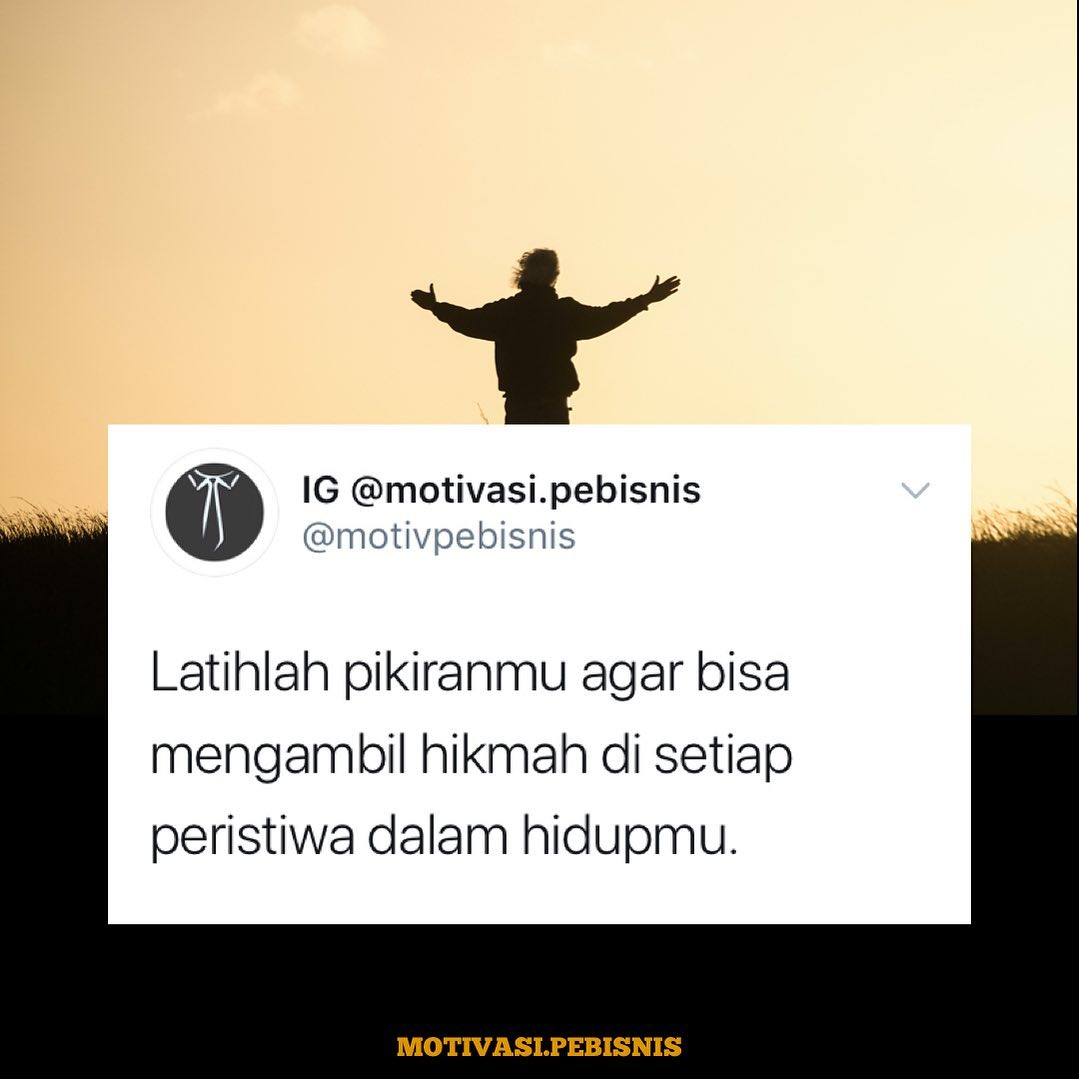 IG @motivasi.pebisnis
@motivpebisnis
Latihlah pikiranmu agar bisa
mengambil hikmah di setiap
peristiwa dalam hidupmu.
MOTIVASI.PEBISNIS